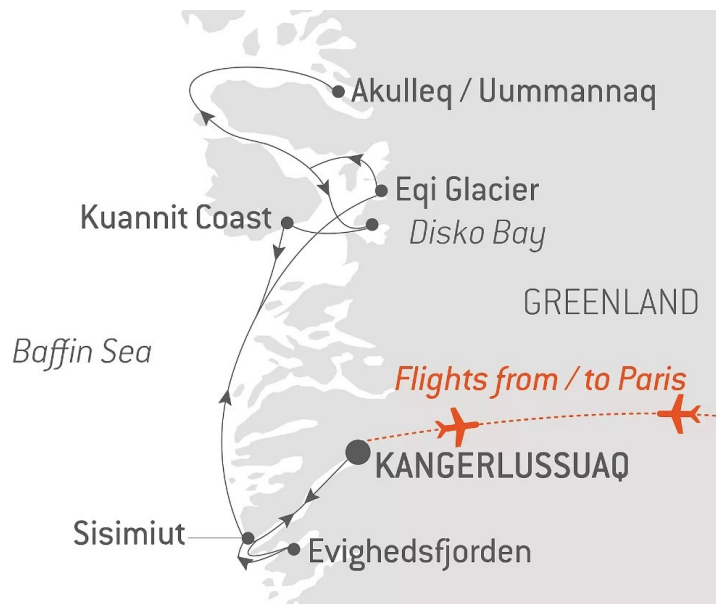 Akulleq / Uummannaq
Eqi Glacier
Kuannit Coast
Disko Bay
GREENLAND
Baffin Sea
Flights from / to Paris
KANGERLUSSUAQ
Sisimiut
Evighedsfjorden